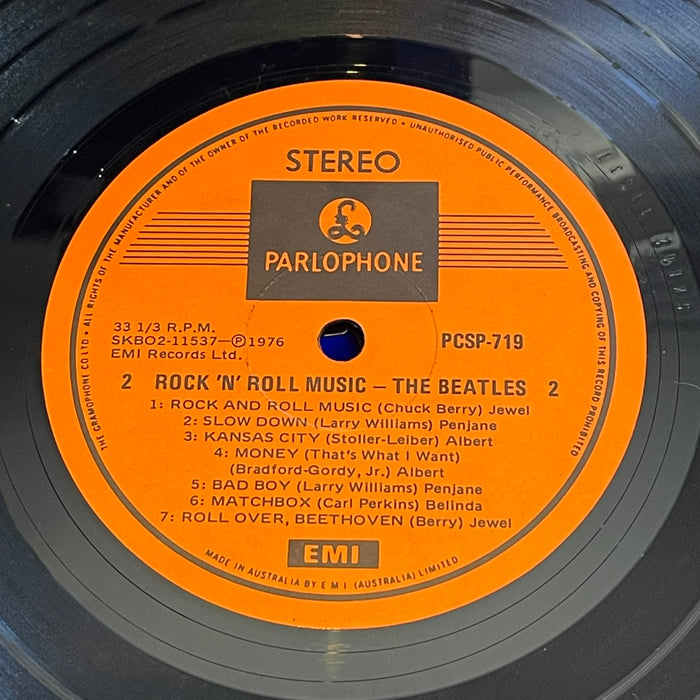 THE GRAMOPHONE CO LTD • ALL RIGHTS OF THE MANUFACTURER AND OF THE OWNER OF THE RECORDED WORK RESERVED • UNAUTHORISED PUBLIC PERFORMANCE BROADCASTING AND COPYING OF THIS RECORD PROHIBITED
STEREO
£
PARLOPHONE
33 1/3 R.P.M.
SKBO2-11537—Ⓟ1976
EMI Records Ltd.
PCSP-719
2 ROCK 'N' ROLL MUSIC – THE BEATLES 2
1: ROCK AND ROLL MUSIC (Chuck Berry) Jewel
2: SLOW DOWN (Larry Williams) Penjane
3: KANSAS CITY (Stoller-Leiber) Albert
4: MONEY (That's What I Want)
(Bradford-Gordy, Jr.) Albert
5: BAD BOY (Larry Williams) Penjane
6: MATCHBOX (Carl Perkins) Belinda
7: ROLL OVER, BEETHOVEN (Berry) Jewel
EMI
MADE IN AUSTRALIA BY E M I (AUSTRALIA) LIMITED